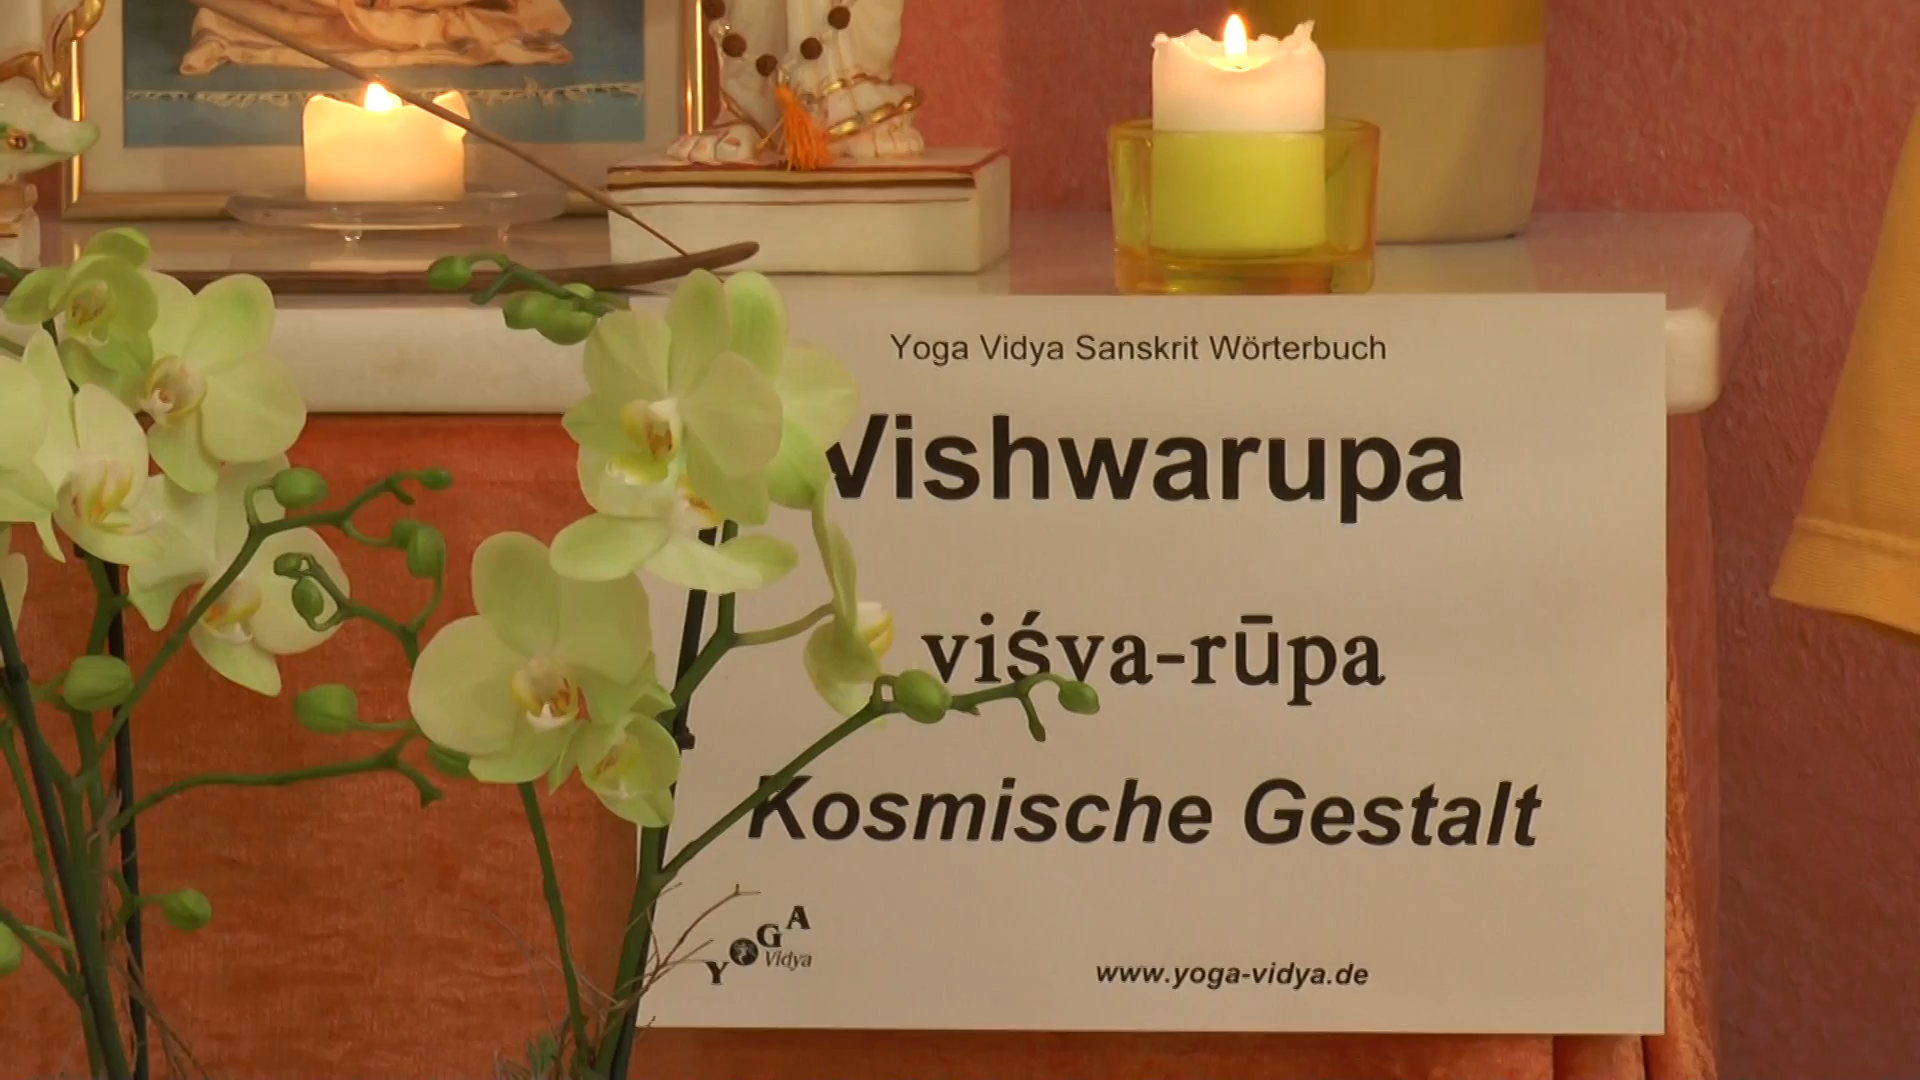 Yoga Vidya Sanskrit Wörterbuch
Vishwarupa
viśva-rūpa
Kosmische Gestalt
YOGA
Vidya
www.yoga-vidya.de